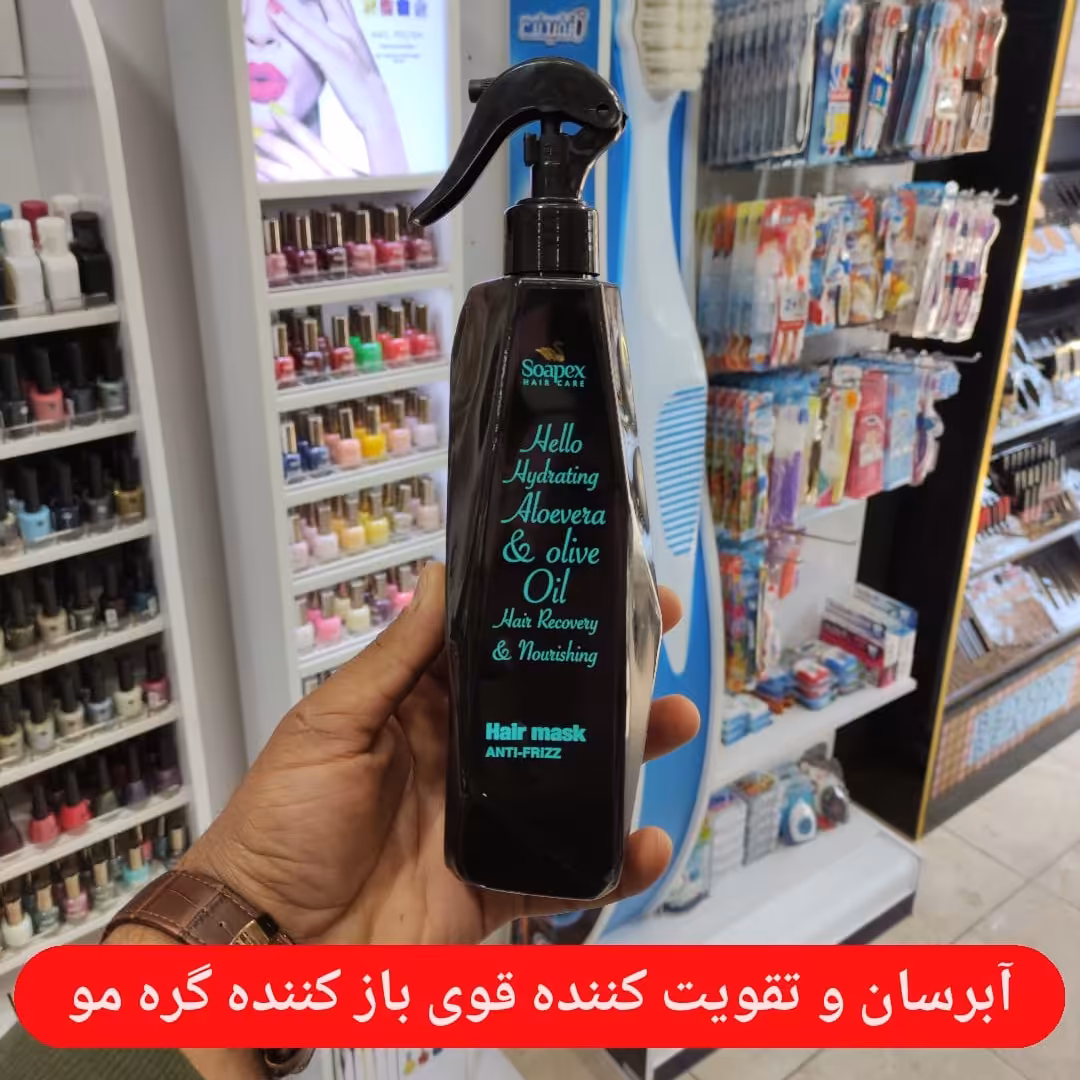 Soapex
HAIR CARE
Hello
Hydrating
Aloevera
& olive
Oil
Hair Recovery
& Nourishing
Hair mask
ANTI-FRIZZ
آبرسان و تقویت کننده قوی باز کننده گره مو